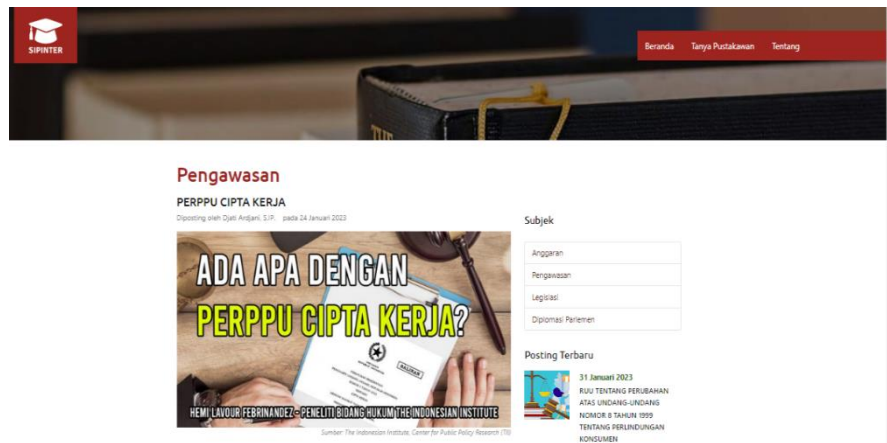 SIPINTER
Beranda Tanya Pustakawan Tentang
THE
Pengawasan
PERPPU CIPTA KERJA
Diposting oleh Djati Ardjani, S.IP. pada 24 Januari 2023
ADA APA DENGAN
PERPPU CIPTA KERJA?
SALINAN
HEMI LAVOUR FEBRINANDEZ - PENELITI BIDANG HUKUM THE INDONESIAN INSTITUTE
Sumber: The Indonesian Institute, Center for Public Policy Research (TII)
Subjek
Anggaran
Pengawasan
Legislasi
Diplomasi Parlemen
Posting Terbaru
31 Januari 2023
RUU TENTANG PERUBAHAN
ATAS UNDANG-UNDANG
NOMOR 8 TAHUN 1999
TENTANG PERLINDUNGAN
KONSUMEN